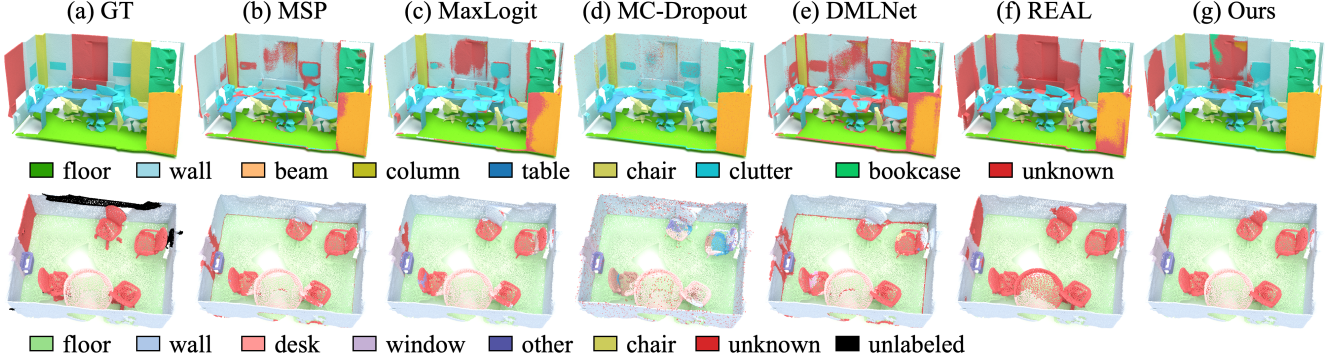 (a) GT (b) MSP (c) MaxLogit (d) MC-Dropout (e) DMLNet (f) REAL (g) Ours
floor wall beam column table chair clutter bookcase unknown
floor wall desk window other chair unknown unlabeled